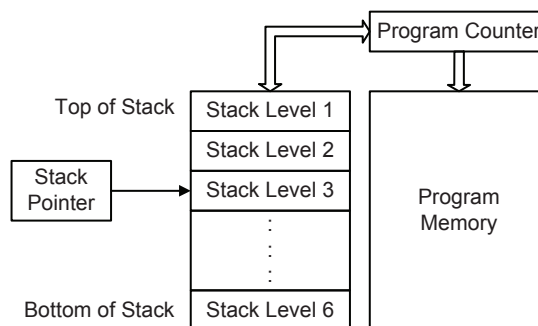 Program Counter
Top of Stack
Stack Level 1
Stack Level 2
Stack
Pointer
Stack Level 3
Program
Memory
Bottom of Stack
Stack Level 6